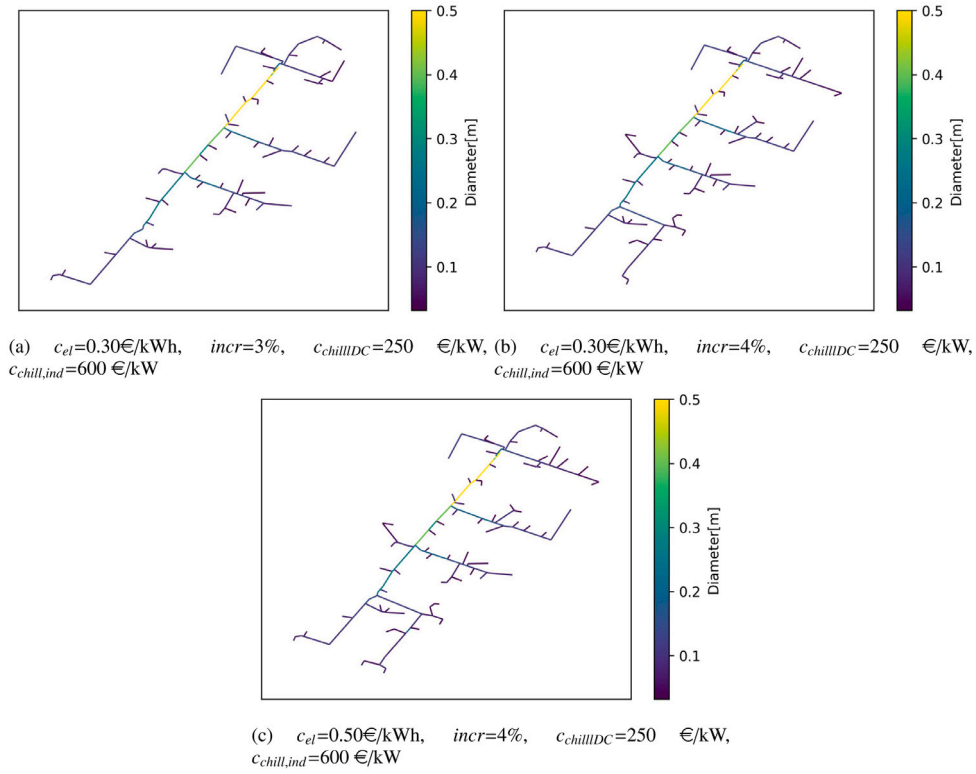 0.5 0.5
0.4 0.4
0.3 0.3
Diameter[m] Diameter[m]
0.2 0.2
0.1 0.1
(a) c_el=0.30€/kWh, incr=3%, c_chilllDC=250 €/kW,
c_chill,ind=600 €/kW
(b) c_el=0.30€/kWh, incr=4%, c_chilllDC=250 €/kW,
c_chill,ind=600 €/kW
0.5
0.4
0.3
Diameter[m]
0.2
0.1
(c) c_el=0.50€/kWh, incr=4%, c_chilllDC=250 €/kW,
c_chill,ind=600 €/kW